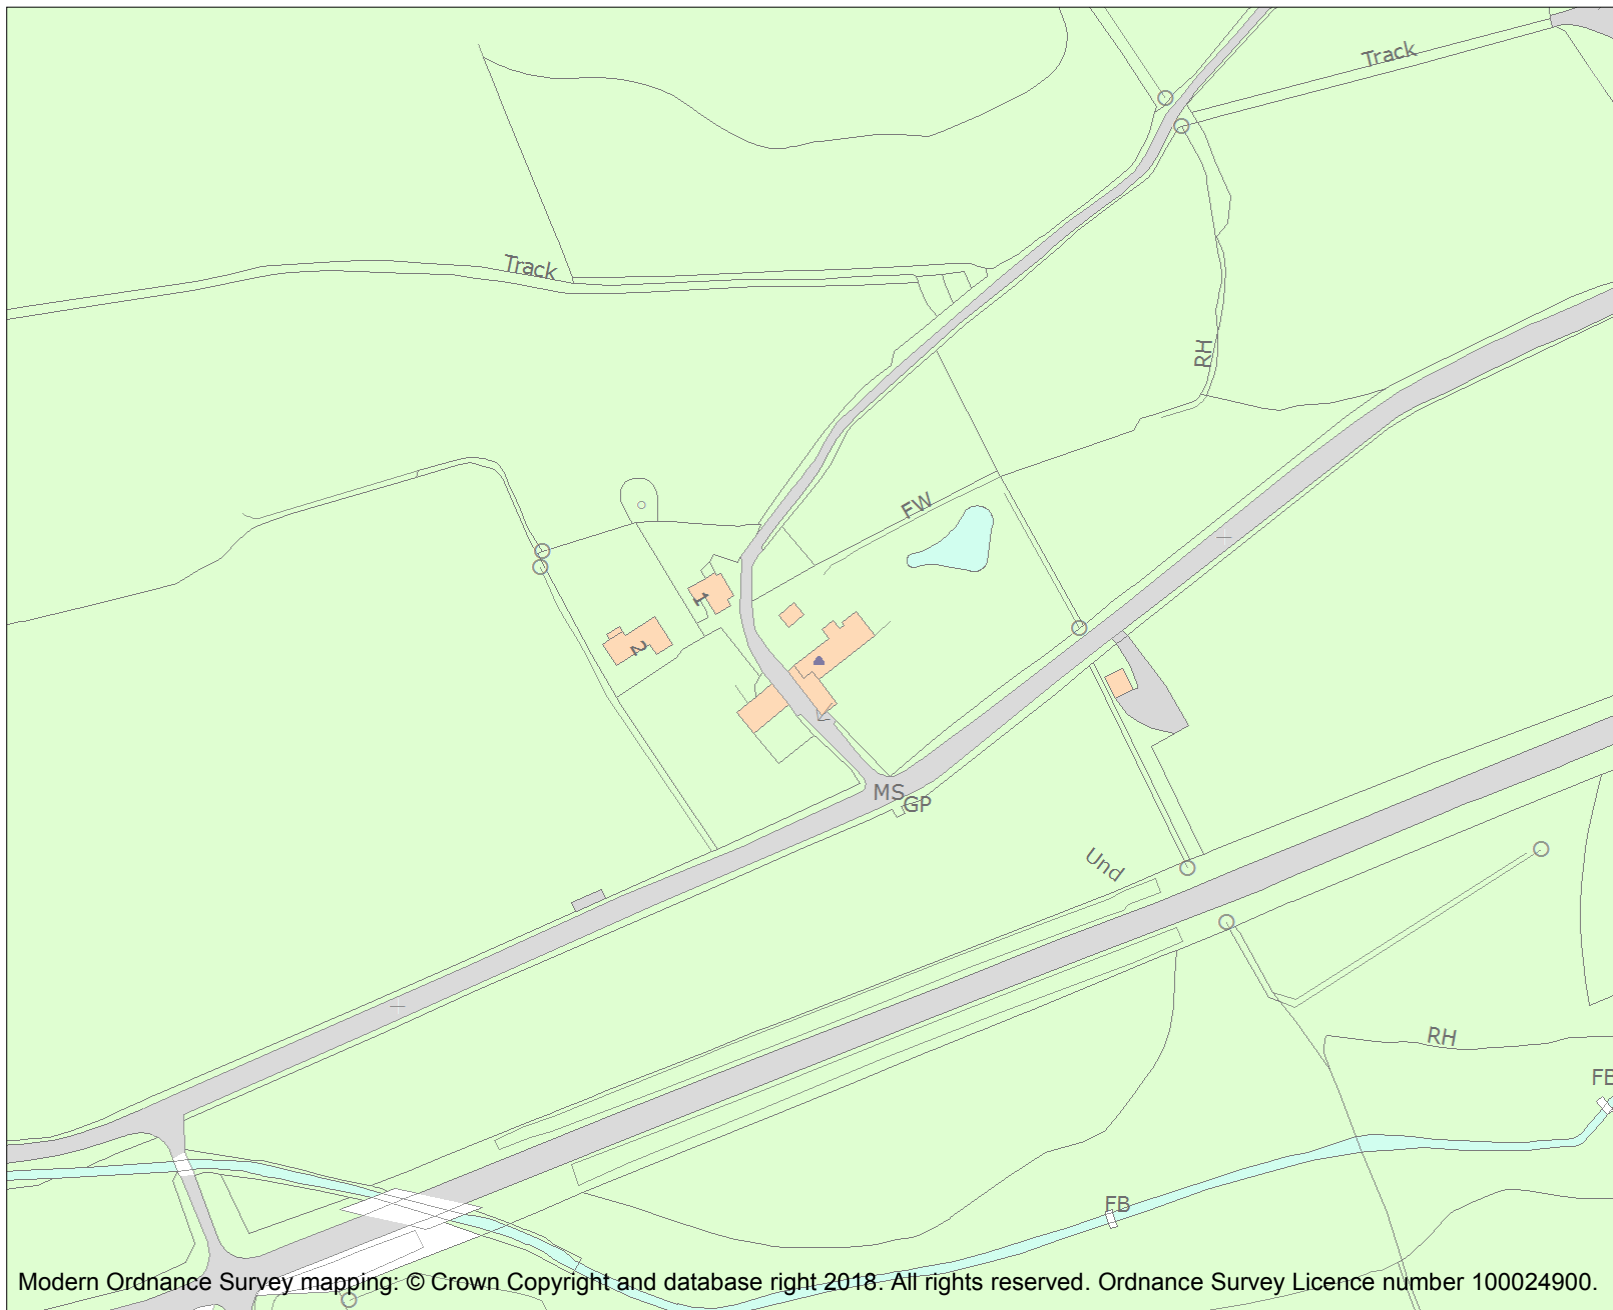 Track
Track
RH
FW
1
2
MS
GP
Und
RH
FB
FB
Modern Ordnance Survey mapping: © Crown Copyright and database right 2018. All rights reserved. Ordnance Survey Licence number 100024900.